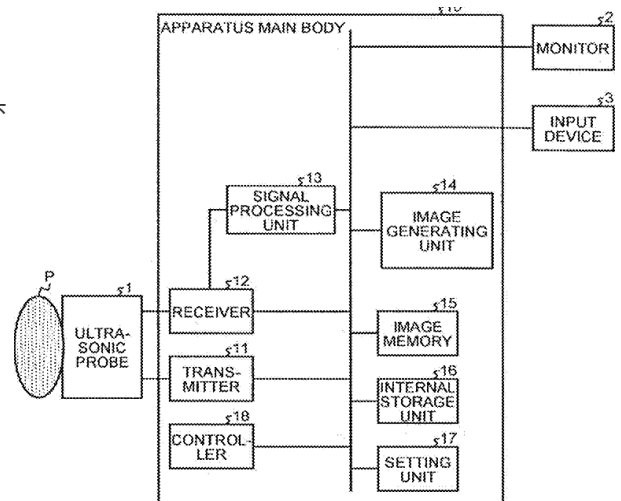 APPARATUS MAIN BODY
2
MONITOR
3
INPUT
DEVICE
13
SIGNAL
PROCESSING
UNIT
14
IMAGE
GENERATING
UNIT
P
1
ULTRA-
SONIC
PROBE
12
RECEIVER
15
IMAGE
MEMORY
11
TRANS-
MITTER
16
INTERNAL
STORAGE
UNIT
18
CONTROL-
LER
17
SETTING
UNIT